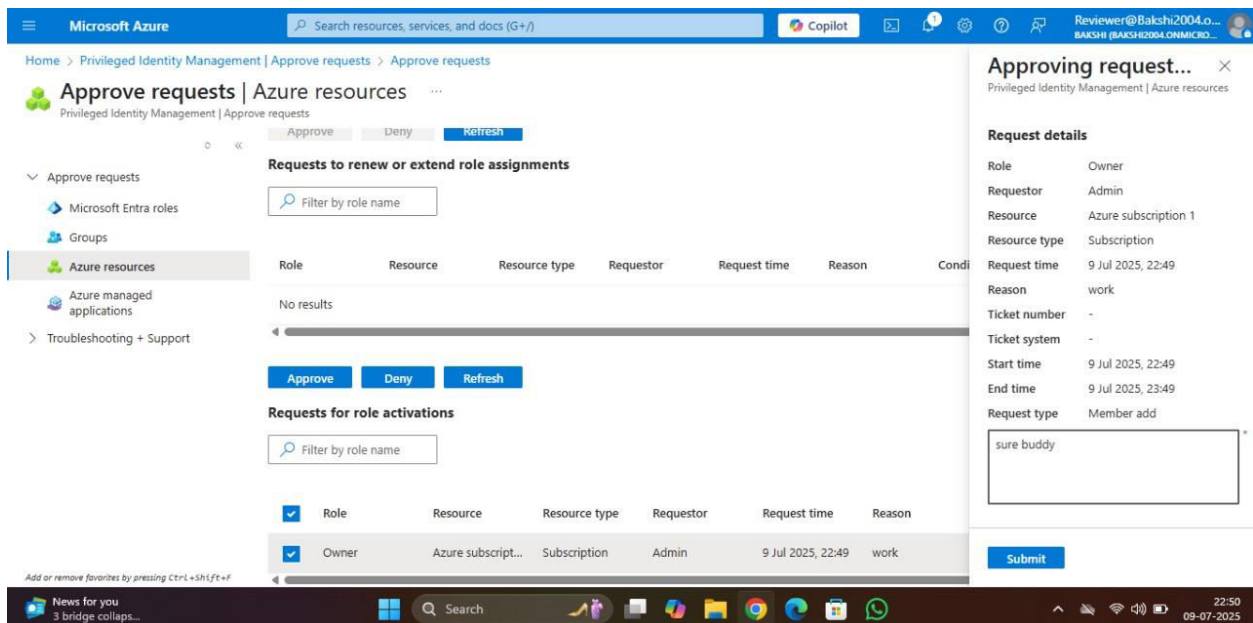 Microsoft Azure
Search resources, services, and docs (G+/)
Copilot
1
Reviewer@Bakshi2004.o...
BAKSHI (BAKSHI2004.ONMICRO...
Home > Privileged Identity Management | Approve requests > Approve requests
Approve requests | Azure resources ...
Privileged Identity Management | Approve requests
Approve requests
Microsoft Entra roles
Groups
Azure resources
Azure managed
applications
Troubleshooting + Support
Add or remove favorites by pressing Ctrl+Shift+F
Approve Deny Refresh
Requests to renew or extend role assignments
Filter by role name
Role Resource Resource type Requestor Request time Reason Condi
No results
Approve Deny Refresh
Requests for role activations
Filter by role name
Role Resource Resource type Requestor Request time Reason
Owner Azure subscript... Subscription Admin 9 Jul 2025, 22:49 work
Approving request...
Privileged Identity Management | Azure resources
Request details
Role Owner
Requestor Admin
Resource Azure subscription 1
Resource type Subscription
Request time 9 Jul 2025, 22:49
Reason work
Ticket number -
Ticket system -
Start time 9 Jul 2025, 22:49
End time 9 Jul 2025, 23:49
Request type Member add
*
sure buddy
Submit
News for you
3 bridge collaps...
Search
22:50
09-07-2025